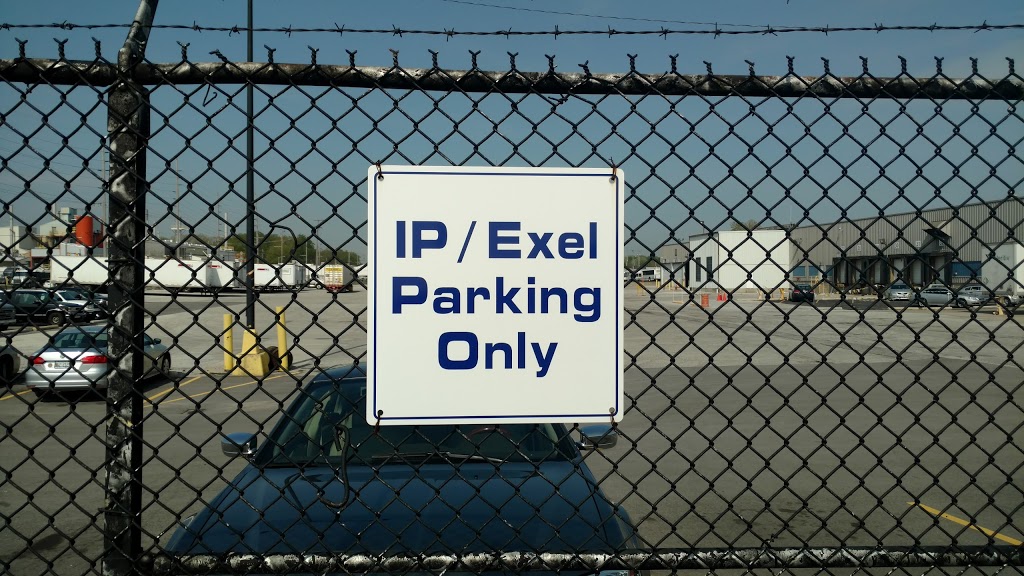 IP / Exel
Parking
Only